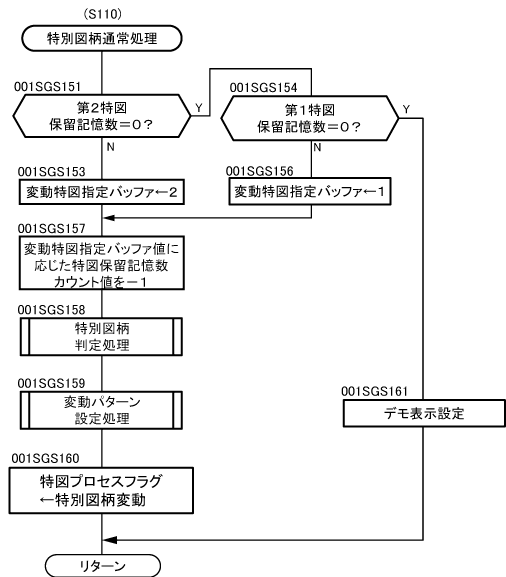 (S110)
特別図柄通常処理
001SGS151
第2特図
保留記憶数=0?
Y
N
001SGS154
第1特図
保留記憶数=0?
Y
N
001SGS153
変動特図指定バッファ←2
001SGS156
変動特図指定バッファ←1
001SGS157
変動特図指定バッファ値に
応じた特図保留記憶数
カウント値を-1
001SGS158
特別図柄
判定処理
001SGS159
変動パターン
設定処理
001SGS161
デモ表示設定
001SGS160
特図プロセスフラグ
←特別図柄変動
リターン